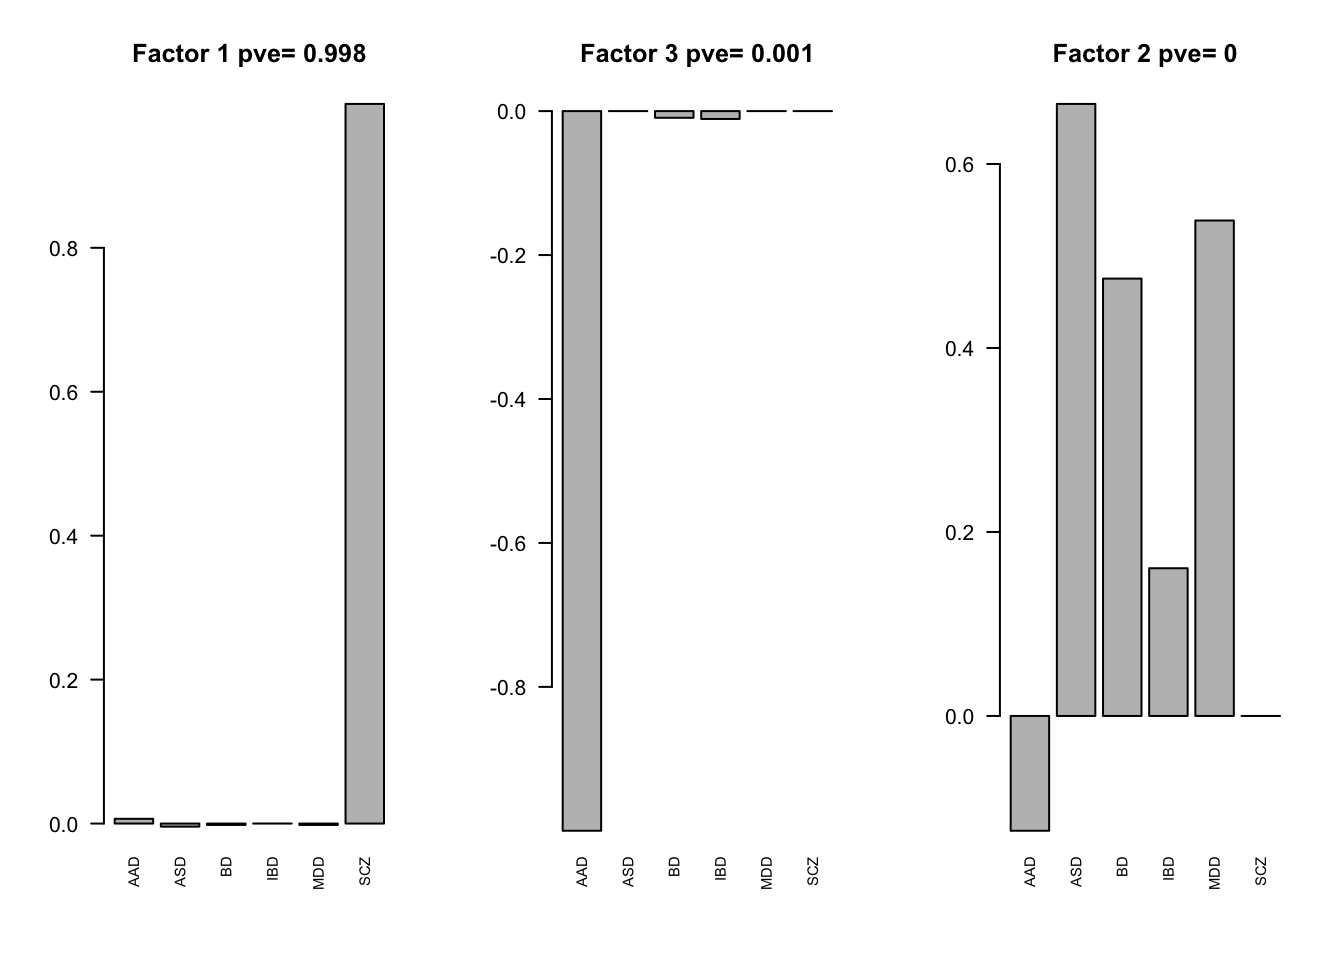 Factor 1 pve= 0.998
0.8
0.6
0.4
0.2
0.0
AAD
ASD
BD
IBD
MDD
SCZ
Factor 3 pve= 0.001
0.0
-0.2
-0.4
-0.6
-0.8
AAD
ASD
BD
IBD
MDD
SCZ
Factor 2 pve= 0
0.6
0.4
0.2
0.0
AAD
ASD
BD
IBD
MDD
SCZ